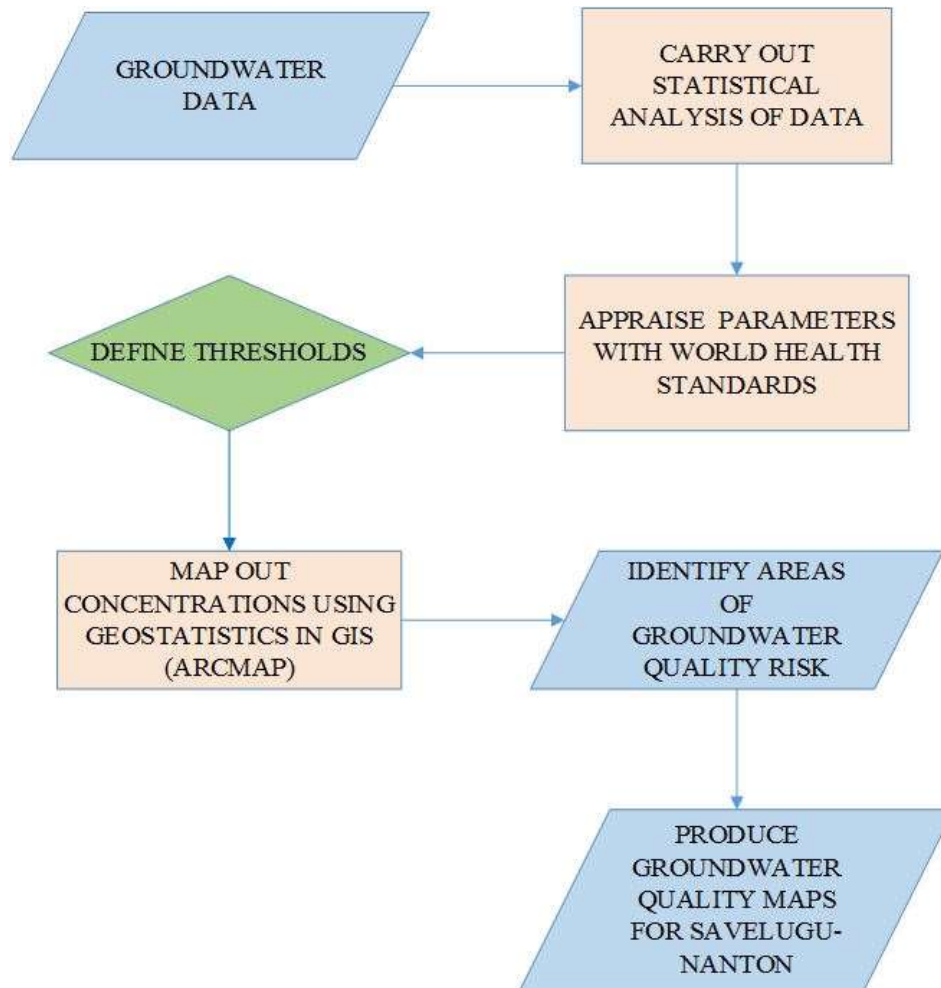 GROUNDWATER
DATA
CARRY OUT
STATISTICAL
ANALYSIS OF DATA
APPRAISE PARAMETERS
WITH WORLD HEALTH
STANDARDS
DEFINE THRESHOLDS
MAP OUT
CONCENTRATIONS USING
GEOSTATISTICS IN GIS
(ARCMAP)
IDENTIFY AREAS
OF
GROUNDWATER
QUALITY RISK
PRODUCE
GROUNDWATER
QUALITY MAPS
FOR SAVELUGU-
NANTON